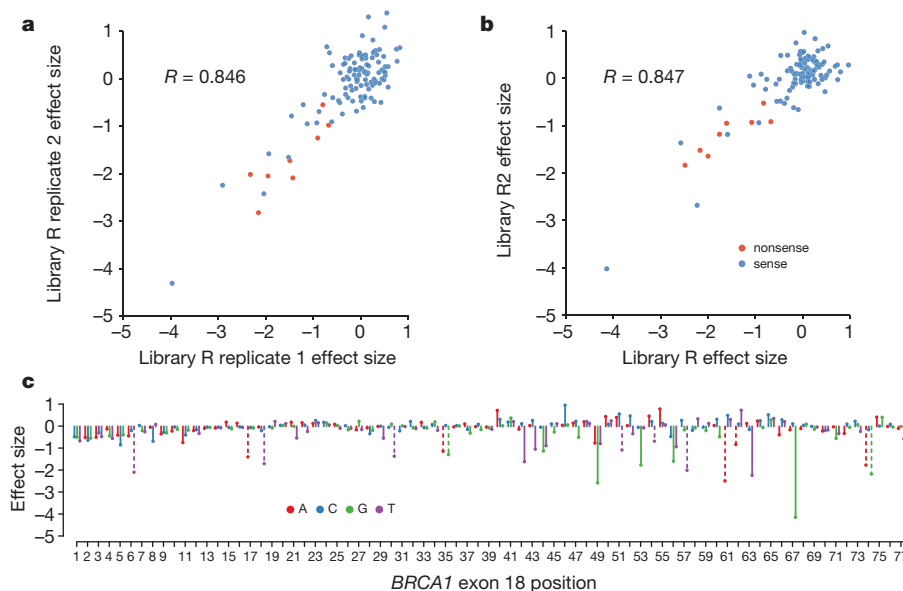 a
Library R replicate 2 effect size
1
0
−1
−2
−3
−4
−5
R = 0.846
−5 −4 −3 −2 −1 0 1
Library R replicate 1 effect size
b
Library R2 effect size
1
0
−1
−2
−3
−4
−5
R = 0.847
nonsense
sense
−5 −4 −3 −2 −1 0 1
Library R effect size
c
Effect size
1
0
−1
−2
−3
−4
−5
A C G T
1 2 3 4 5 6 7 8 9 11 13 15 17 19 21 23 25 27 29 31 33 35 37 39 41 43 45 47 49 51 53 55 57 59 61 63 65 67 69 71 73 75 77
BRCA1 exon 18 position